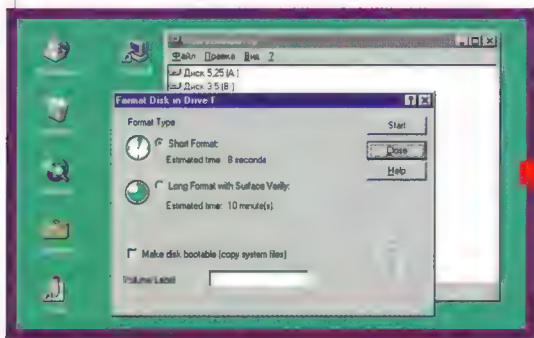 Файл Правка Вид ?
Диск 5,25 (A:)
Диск 3,5 (B:)
Format Disk in Drive F
Format Type
Short Format:
Estimated time: 8 seconds
Long Format with Surface Verify:
Estimated time: 10 minute(s).
Make disk bootable (copy system files)
Volume Label
Start
Close
Help